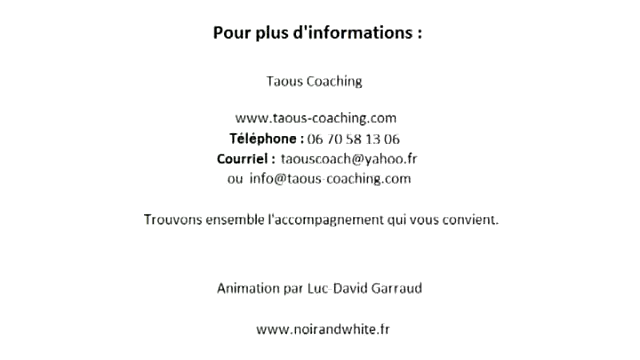 Pour plus d'informations :
Taous Coaching
www.taous-coaching.com
Téléphone : 06 70 58 13 06
Courriel : taouscoach@yahoo.fr
ou info@taous-coaching.com
Trouvons ensemble l'accompagnement qui vous convient.
Animation par Luc-David Garraud
www.noirandwhite.fr